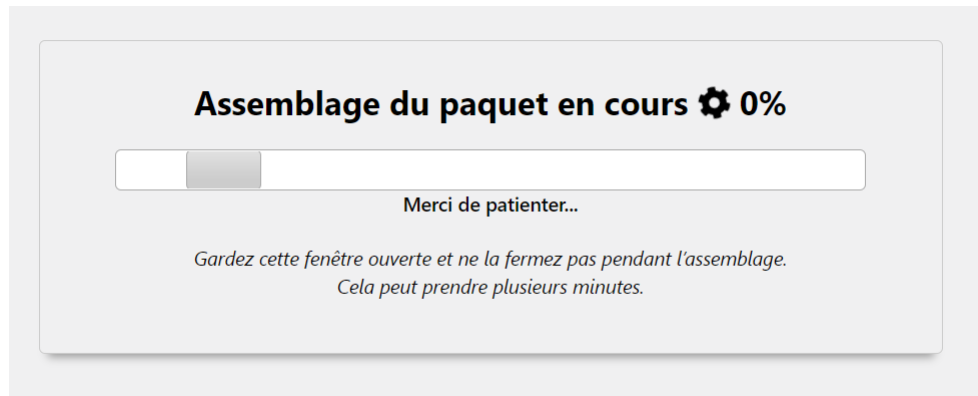 Assemblage du paquet en cours 0%
Merci de patienter...
Gardez cette fenêtre ouverte et ne la fermez pas pendant l'assemblage.
Cela peut prendre plusieurs minutes.